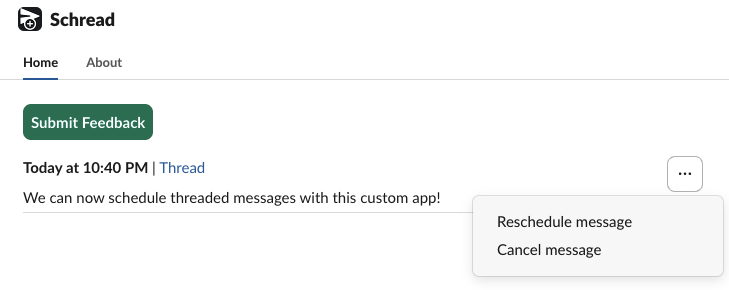 Schread
Home About
Submit Feedback
Today at 10:40 PM | Thread
...
We can now schedule threaded messages with this custom app!
Reschedule message
Cancel message